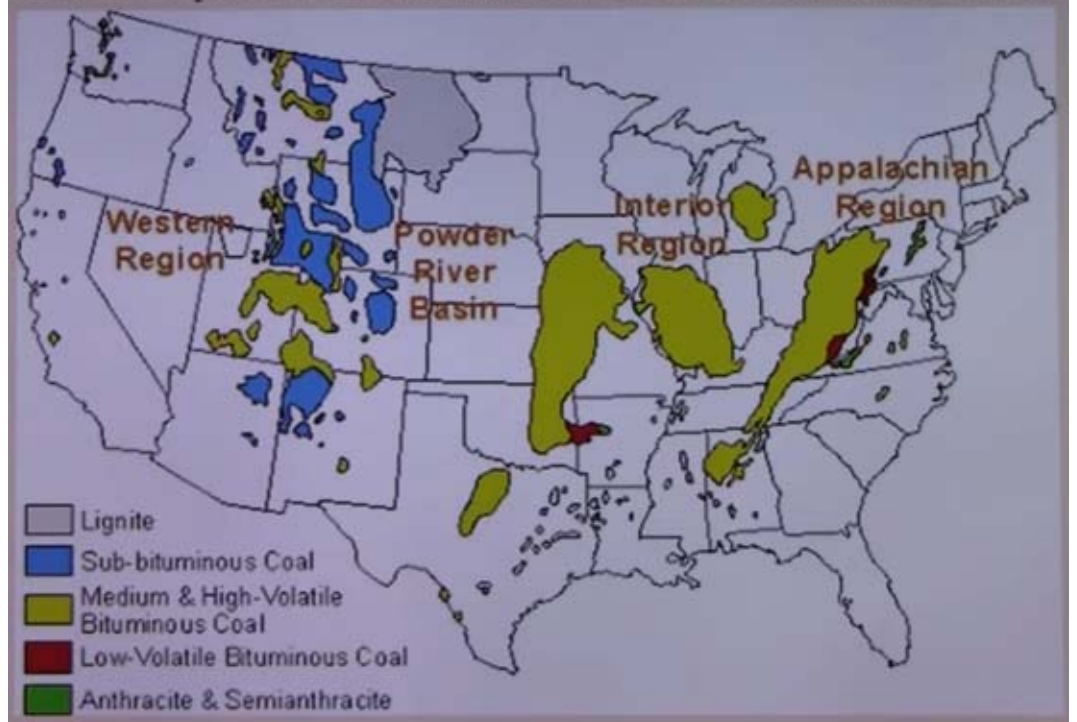 Appalachian
Region
Interior
Region
Western
Region
Powder
River
Basin
Lignite
Sub-bituminous Coal
Medium & High-Volatile
Bituminous Coal
Low-Volatile Bituminous Coal
Anthracite & Semianthracite